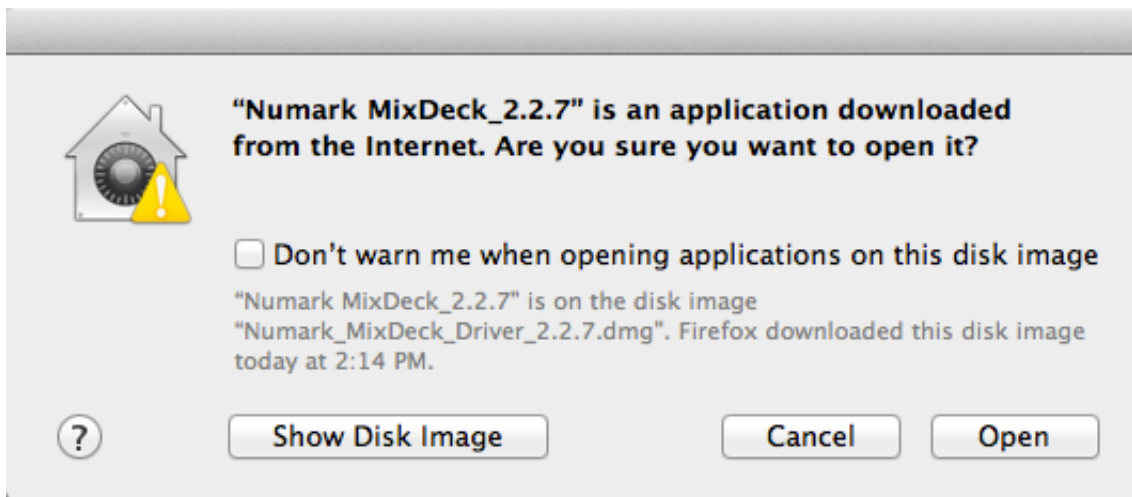 “Numark MixDeck_2.2.7” is an application downloaded
from the Internet. Are you sure you want to open it?
Don’t warn me when opening applications on this disk image
“Numark MixDeck_2.2.7” is on the disk image
“Numark_MixDeck_Driver_2.2.7.dmg”. Firefox downloaded this disk image
today at 2:14 PM.
? Show Disk Image Cancel Open